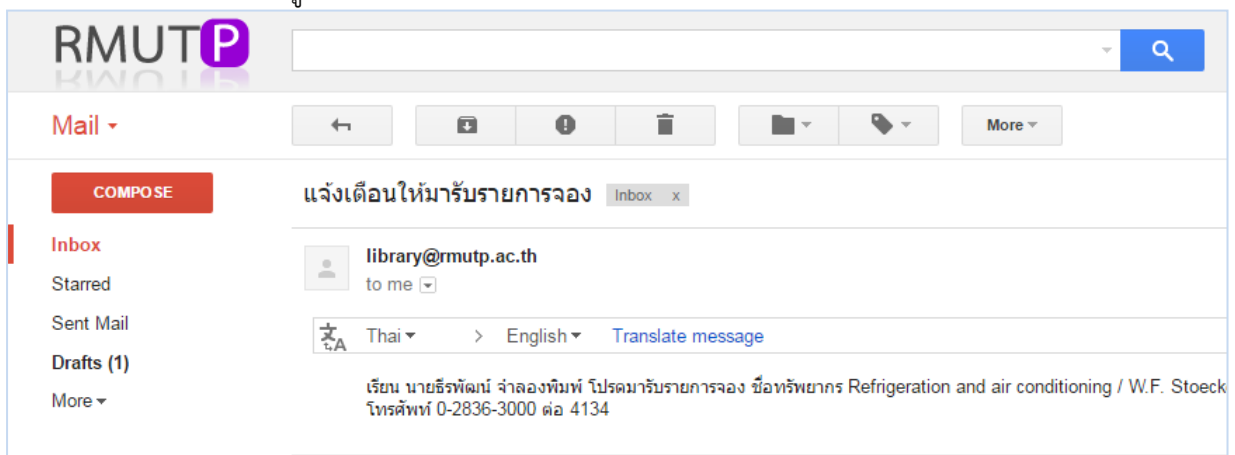 RMUTP
Mail
More
COMPOSE
แจ้งเตือนให้มารับรายการจอง Inbox x
Inbox
library@rmutp.ac.th
Starred
to me
Sent Mail
Thai > English Translate message
Drafts (1)
เรียน นายธีรพัฒน์ จำลองพิมพ์ โปรดมารับรายการจอง ชื่อทรัพยากร Refrigeration and air conditioning / W.F. Stoeck
More
โทรศัพท์ 0-2836-3000 ต่อ 4134